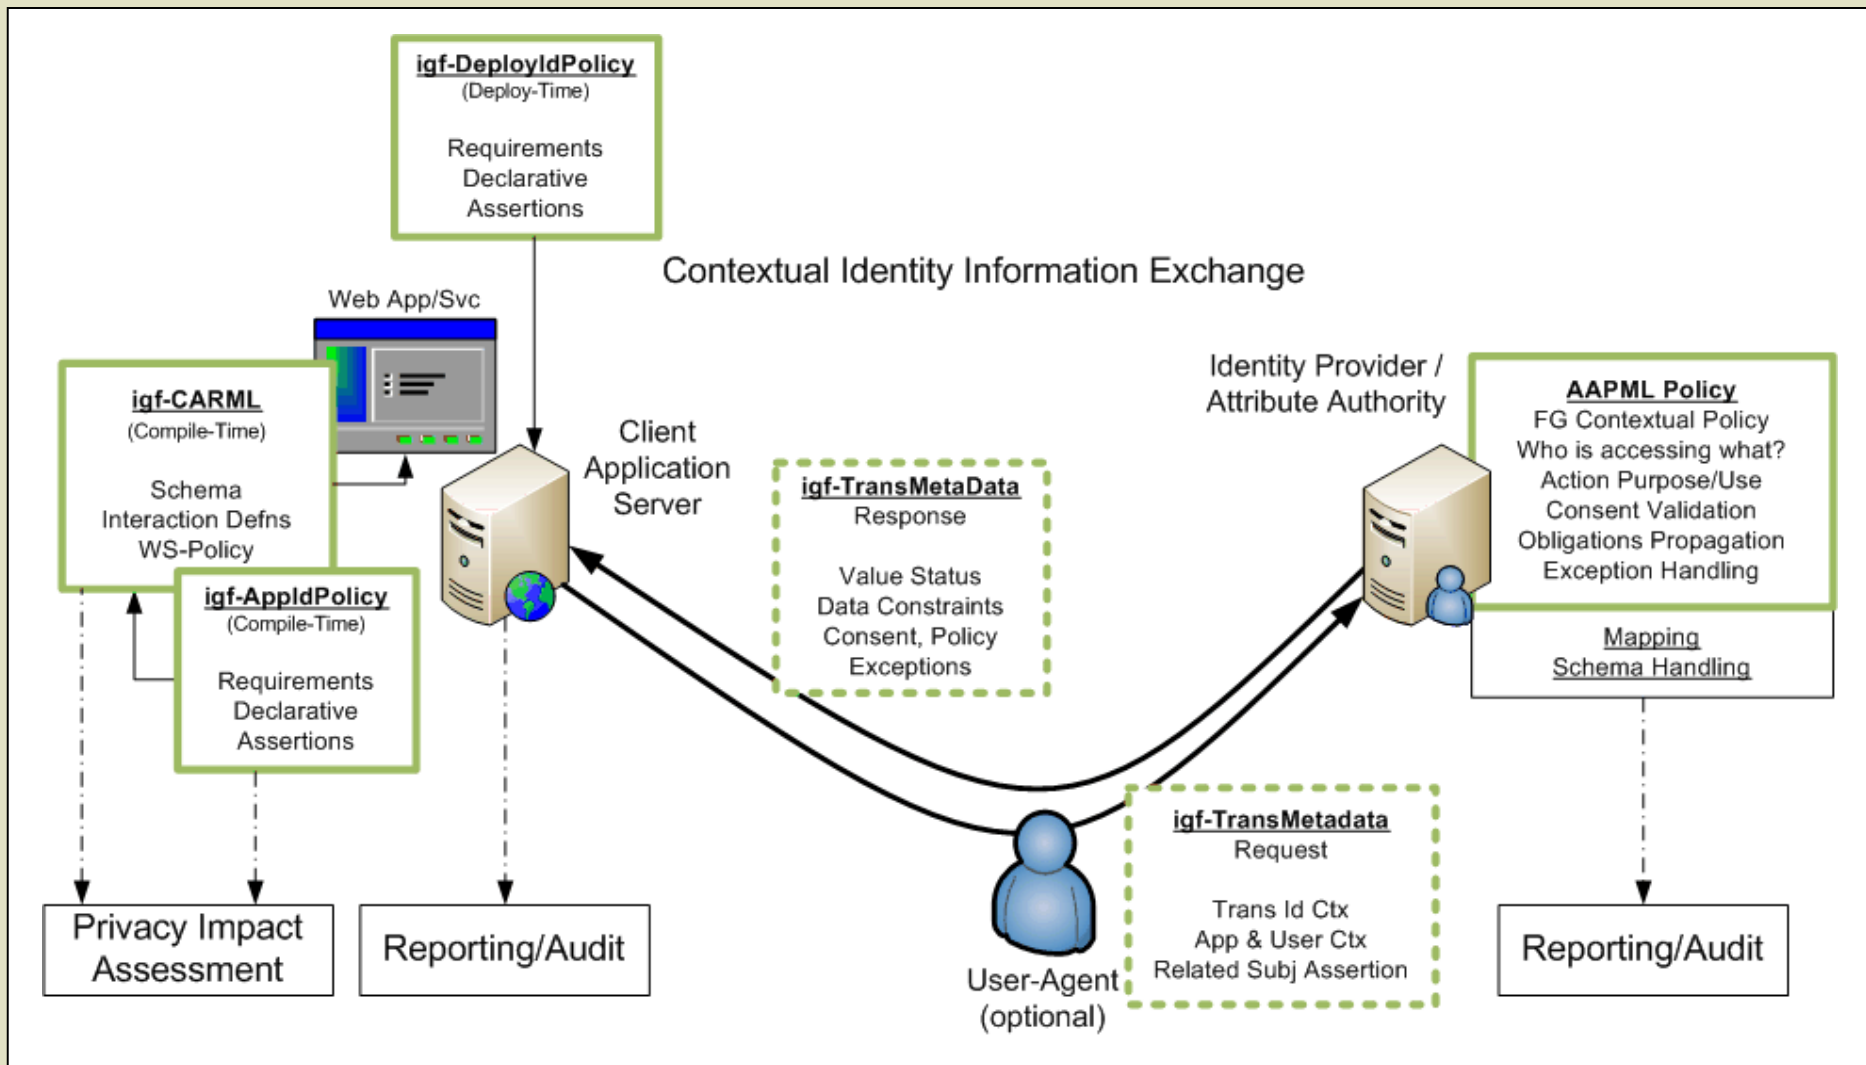 igf-DeployIdPolicy
(Deploy-Time)
Requirements
Declarative
Assertions
Contextual Identity Information Exchange
Web App/Svc
igf-CARML
(Compile-Time)
Schema
Interaction Defns
WS-Policy
igf-AppIdPolicy
(Compile-Time)
Requirements
Declarative
Assertions
Client
Application
Server
igf-TransMetaData
Response
Value Status
Data Constraints
Consent, Policy
Exceptions
Identity Provider /
Attribute Authority
AAPML Policy
FG Contextual Policy
Who is accessing what?
Action Purpose/Use
Consent Validation
Obligations Propagation
Exception Handling
Mapping
Schema Handling
igf-TransMetadata
Request
Trans Id Ctx
App & User Ctx
Related Subj Assertion
User-Agent
(optional)
Privacy Impact
Assessment
Reporting/Audit
Reporting/Audit